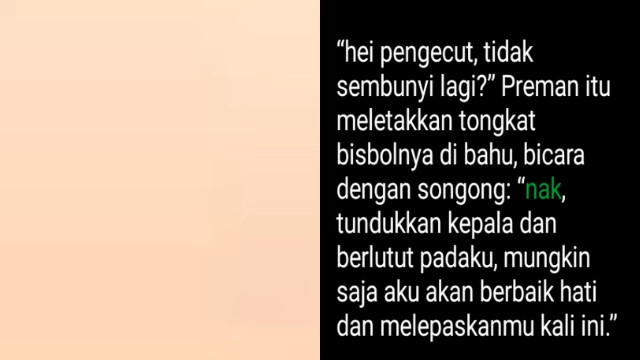 “hei pengecut, tidak
sembunyi lagi?” Preman itu
meletakkan tongkat
bisbolnya di bahu, bicara
dengan songong: “nak,
tundukkan kepala dan
berlutut padaku, mungkin
saja aku akan berbaik hati
dan melepaskanmu kali ini.”